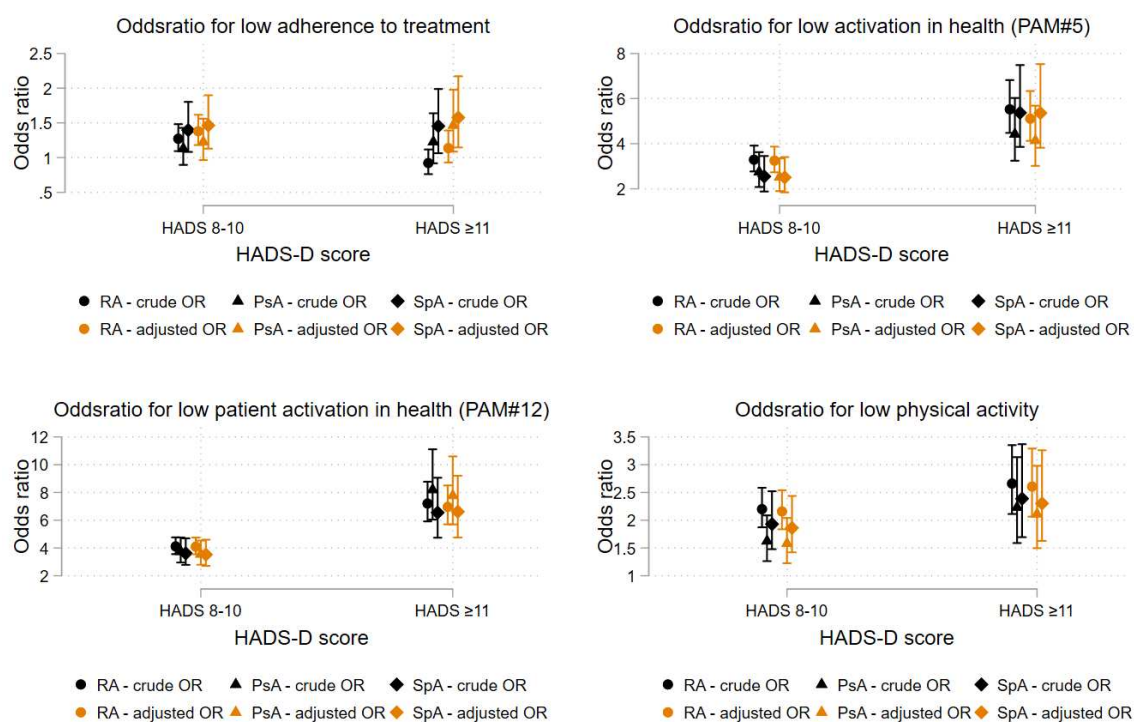 Oddsratio for low adherence to treatment
2.5
2
1.5
1
.5
Odds ratio
HADS 8-10
HADS ≥11
HADS-D score
RA - crude OR PsA - crude OR SpA - crude OR
RA - adjusted OR PsA - adjusted OR SpA - adjusted OR
Oddsratio for low activation in health (PAM#5)
8
6
4
2
Odds ratio
HADS 8-10
HADS ≥11
HADS-D score
RA - crude OR PsA - crude OR SpA - crude OR
RA - adjusted OR PsA - adjusted OR SpA - adjusted OR
Oddsratio for low patient activation in health (PAM#12)
12
10
8
6
4
2
Odds ratio
HADS 8-10
HADS ≥11
HADS-D score
RA - crude OR PsA - crude OR SpA - crude OR
RA - adjusted OR PsA - adjusted OR SpA - adjusted OR
Oddsratio for low physical activity
3.5
3
2.5
2
1.5
1
Odds ratio
HADS 8-10
HADS ≥11
HADS-D score
RA - crude OR PsA - crude OR SpA - crude OR
RA - adjusted OR PsA - adjusted OR SpA - adjusted OR